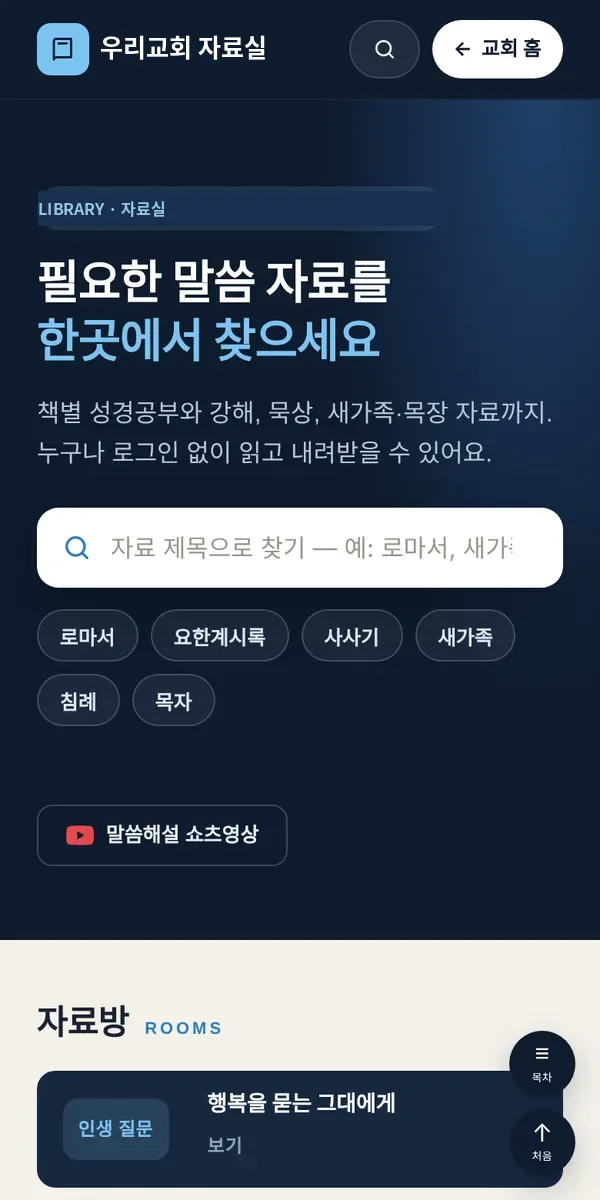 우리교회 자료실
← 교회 홈
LIBRARY · 자료실
필요한 말씀 자료를
한곳에서 찾으세요
책별 성경공부와 강해, 묵상, 새가족·목장 자료까지.
누구나 로그인 없이 읽고 내려받을 수 있어요.
자료 제목으로 찾기 — 예: 로마서, 새가
로마서 요한계시록 사사기 새가족
침례 목자
말씀해설 쇼츠영상
자료방 ROOMS
목차
행복을 묻는 그대에게
인생 질문
보기
처음